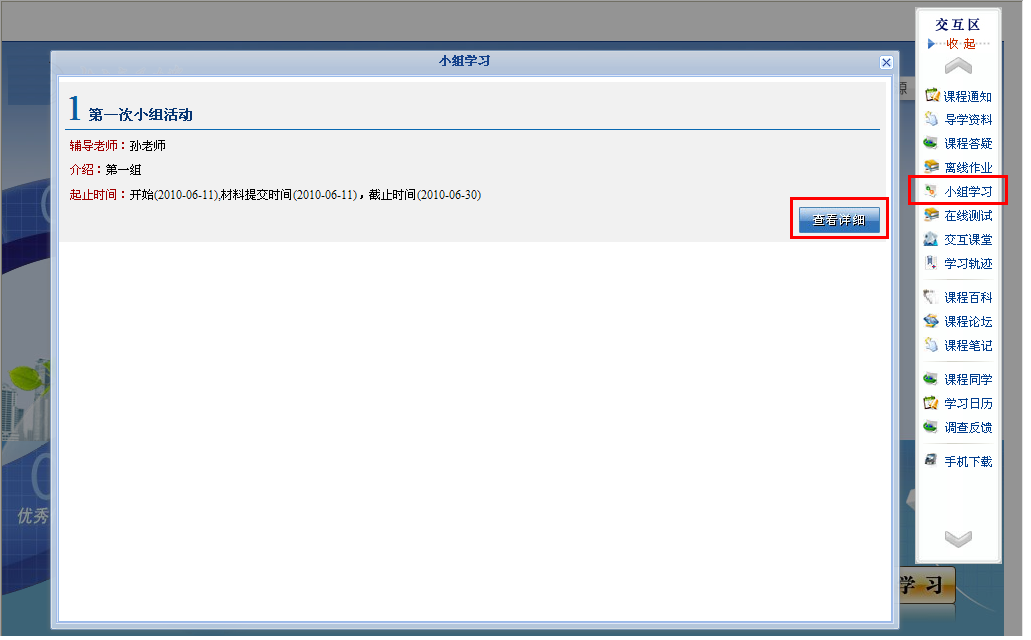 小组学习
1 第一次小组活动
辅导老师：孙老师
介绍：第一组
起止时间：开始(2010-06-11),材料提交时间(2010-06-11)，截止时间(2010-06-30)
查看详细
交互区
收 起
课程通知
导学资料
课程答疑
离线作业
小组学习
在线测试
交互课堂
学习轨迹
课程百科
课程论坛
课程笔记
课程同学
学习日历
调查反馈
手机下载
源
优秀
学 习